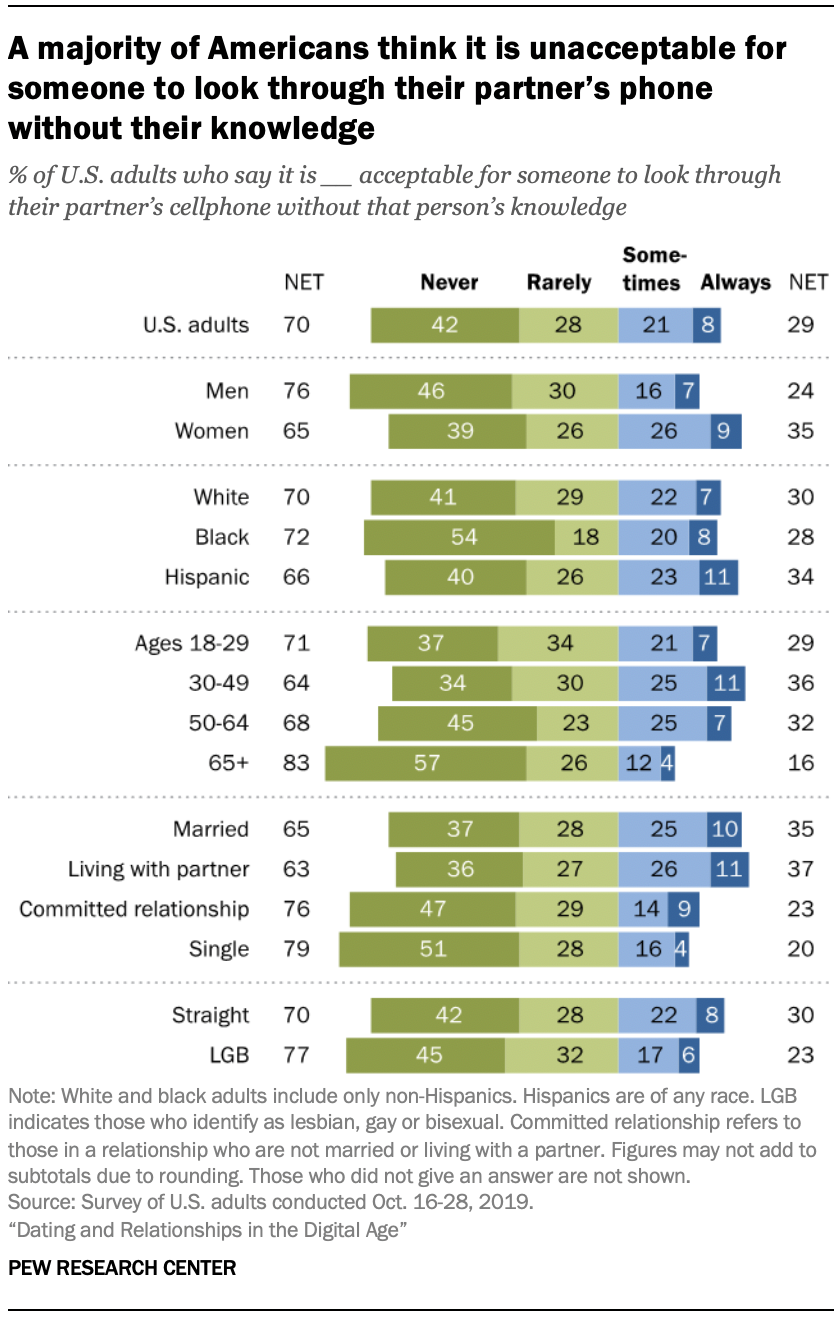 A majority of Americans think it is unacceptable for
someone to look through their partner’s phone
without their knowledge
% of U.S. adults who say it is __ acceptable for someone to look through
their partner’s cellphone without that person’s knowledge
NET Never Rarely Some-times Always NET
U.S. adults 70 42 28 21 8 29
Men 76 46 30 16 7 24
Women 65 39 26 26 9 35
White 70 41 29 22 7 30
Black 72 54 18 20 8 28
Hispanic 66 40 26 23 11 34
Ages 18-29 71 37 34 21 7 29
30-49 64 34 30 25 11 36
50-64 68 45 23 25 7 32
65+ 83 57 26 12 4 16
Married 65 37 28 25 10 35
Living with partner 63 36 27 26 11 37
Committed relationship 76 47 29 14 9 23
Single 79 51 28 16 4 20
Straight 70 42 28 22 8 30
LGB 77 45 32 17 6 23
Note: White and black adults include only non-Hispanics. Hispanics are of any race. LGB
indicates those who identify as lesbian, gay or bisexual. Committed relationship refers to
those in a relationship who are not married or living with a partner. Figures may not add to
subtotals due to rounding. Those who did not give an answer are not shown.
Source: Survey of U.S. adults conducted Oct. 16-28, 2019.
“Dating and Relationships in the Digital Age”
PEW RESEARCH CENTER